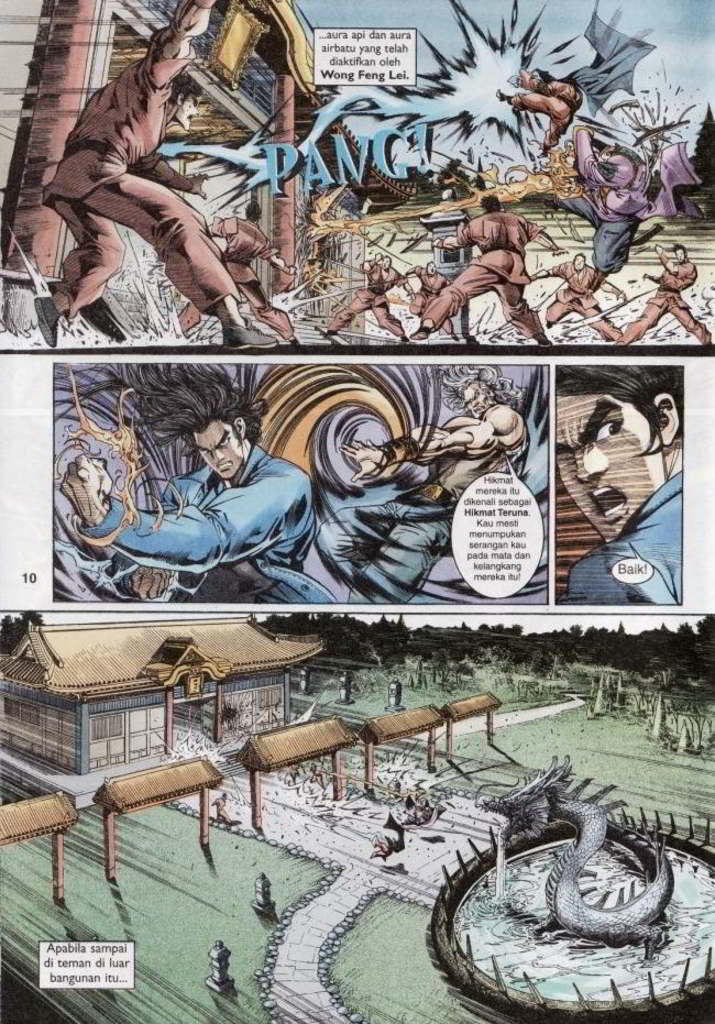 ...aura api dan aura
airbatu yang telah
diaktifkan oleh
Wong Feng Lei.
PANG!
Hikmat
mereka itu
dikenali sebagai
Hikmat Teruna.
Kau mesti
menumpukan
serangan kau
pada mata dan
kelangkang
mereka itu!
Baik!
10
Apabila sampai
di teman di luar
bangunan itu...